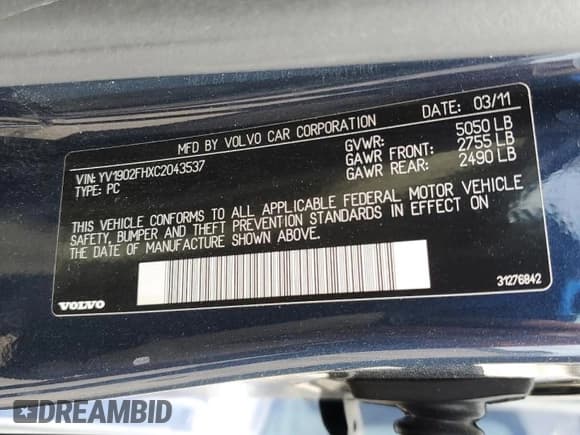 MFD BY VOLVO CAR CORPORATION DATE: 03/11
VIN: YV1902FHXC2043537 GVWR: 5050 LB
TYPE: PC GAWR FRONT: 2755 LB
GAWR REAR: 2490 LB
THIS VEHICLE CONFORMS TO ALL APPLICABLE FEDERAL MOTOR VEHICLE
SAFETY, BUMPER AND THEFT PREVENTION STANDARDS IN EFFECT ON
THE DATE OF MANUFACTURE SHOWN ABOVE.
VOLVO 31276842
DREAMBID